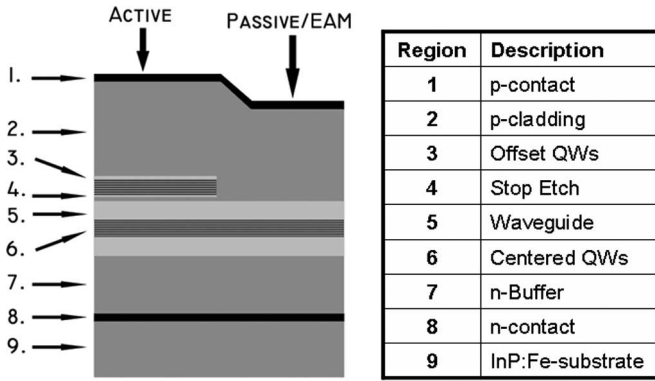 ACTIVE
PASSIVE/EAM
1.
2.
3.
4.
5.
6.
7.
8.
9.
Region Description
1 p-contact
2 p-cladding
3 Offset QWs
4 Stop Etch
5 Waveguide
6 Centered QWs
7 n-Buffer
8 n-contact
9 InP:Fe-substrate